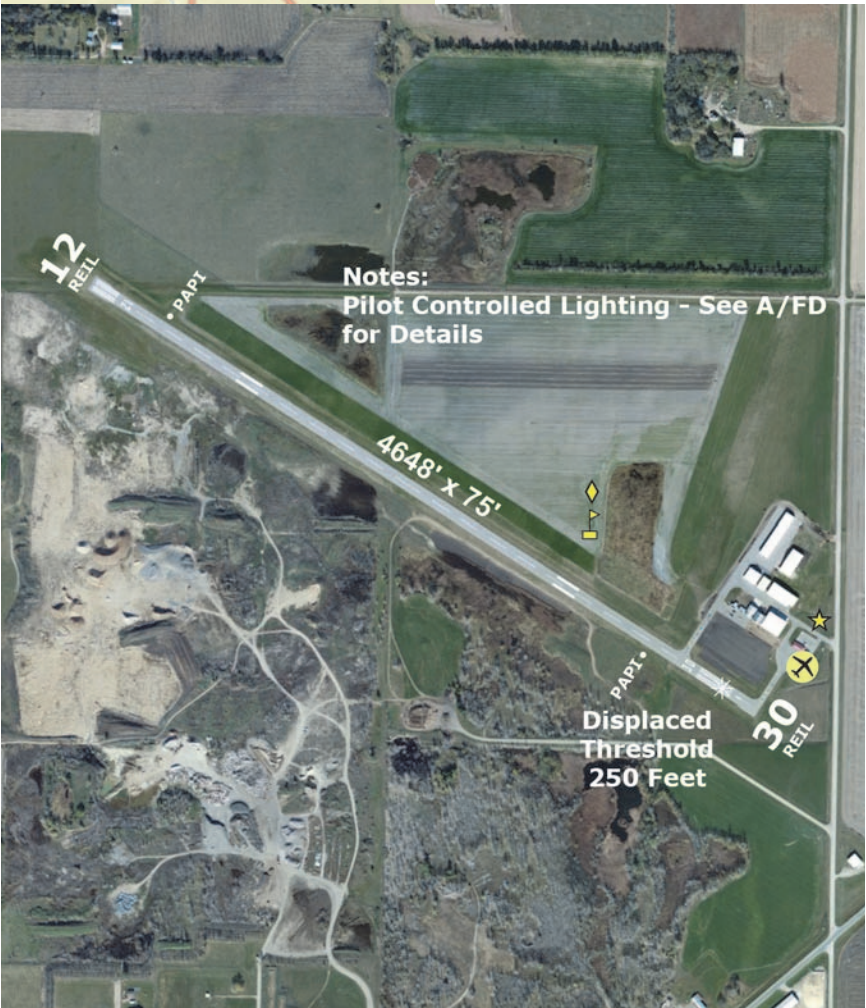 12
REIL
PAPI
Notes:
Pilot Controlled Lighting - See A/FD
for Details
4648' x 75'
PAPI
Displaced
Threshold
250 Feet
30
REIL